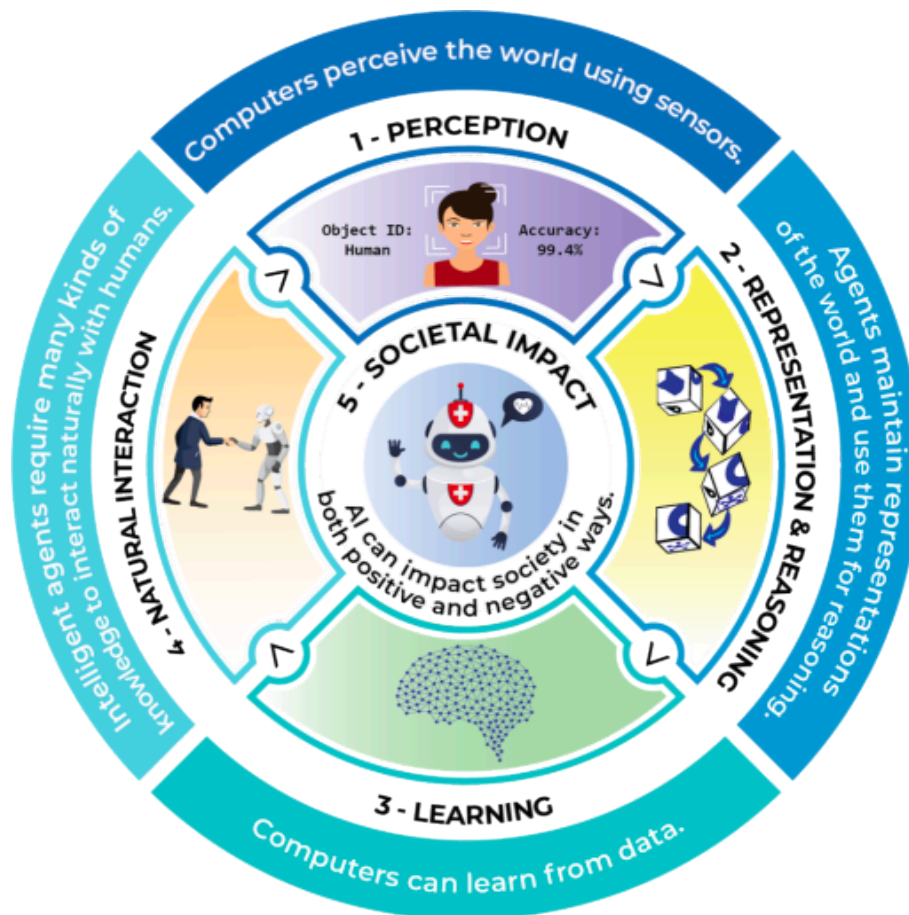 Computers perceive the world using sensors.
1 - PERCEPTION
Object ID:
Human
Accuracy:
99.4%
Agents maintain representations
of the world and use them for reasoning.
2 - REPRESENTATION & REASONING
Computers can learn from data.
3 - LEARNING
Intelligent agents require many kinds of
knowledge to interact naturally with humans.
4 - NATURAL INTERACTION
5 - SOCIETAL IMPACT
AI can impact society in
both positive and negative ways.